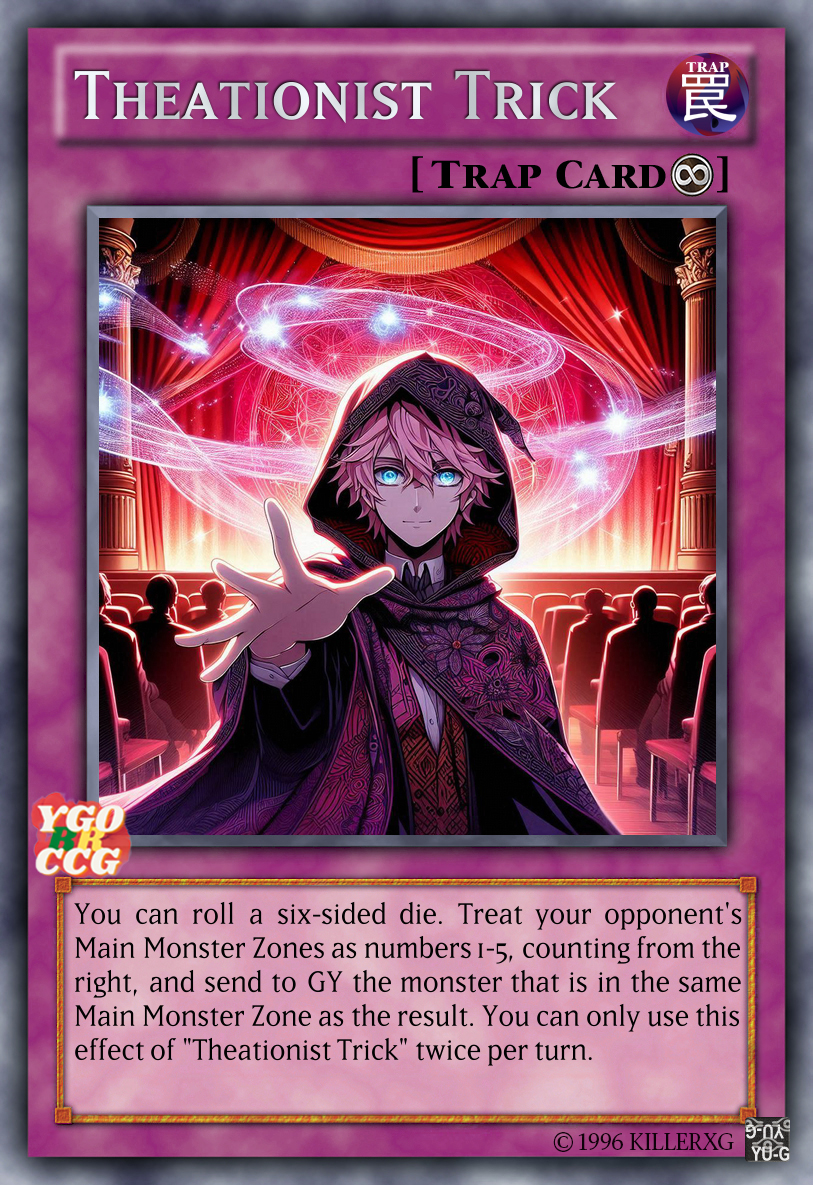 Theationist Trick
TRAP
罠
[Trap Card∞]
YGO
BR
CCG
You can roll a six-sided die. Treat your opponent's
Main Monster Zones as numbers 1-5, counting from the
right, and send to GY the monster that is in the same
Main Monster Zone as the result. You can only use this
effect of "Theationist Trick" twice per turn.
© 1996 KILLERXG
YU-G